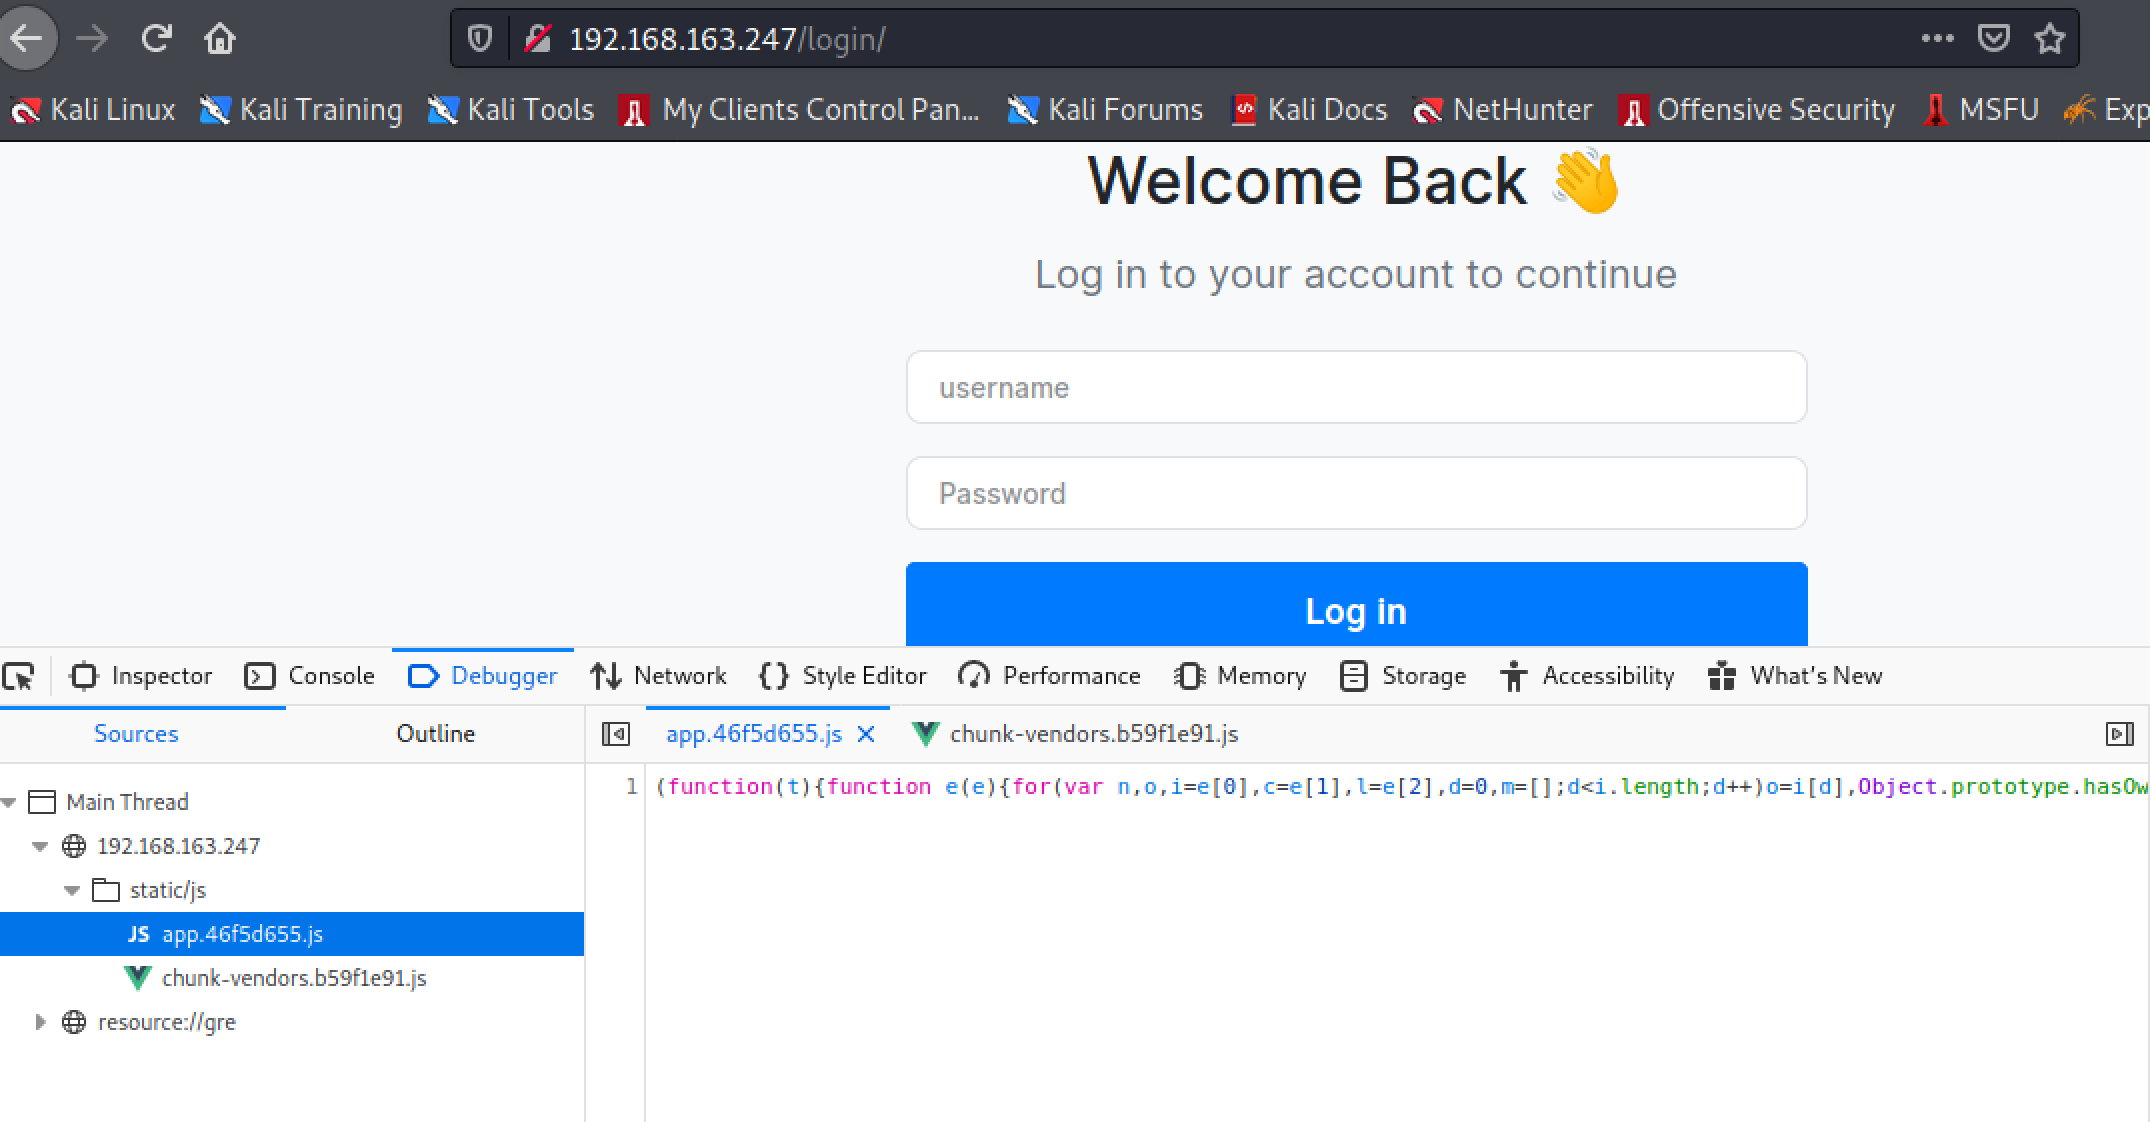 192.168.163.247/login/
Kali Linux Kali Training Kali Tools My Clients Control Pan... Kali Forums Kali Docs NetHunter Offensive Security MSFU Exp
Welcome Back 👋
Log in to your account to continue
username
Password
Log in
Inspector Console Debugger Network Style Editor Performance Memory Storage Accessibility What's New
Sources Outline app.46f5d655.js chunk-vendors.b59f1e91.js
1 (function(t){function e(e){for(var n,o,i=e[0],c=e[1],l=e[2],d=0,m=[];d<i.length;d++)o=i[d],Object.prototype.hasOw
Main Thread
192.168.163.247
static/js
JS app.46f5d655.js
chunk-vendors.b59f1e91.js
resource://gre